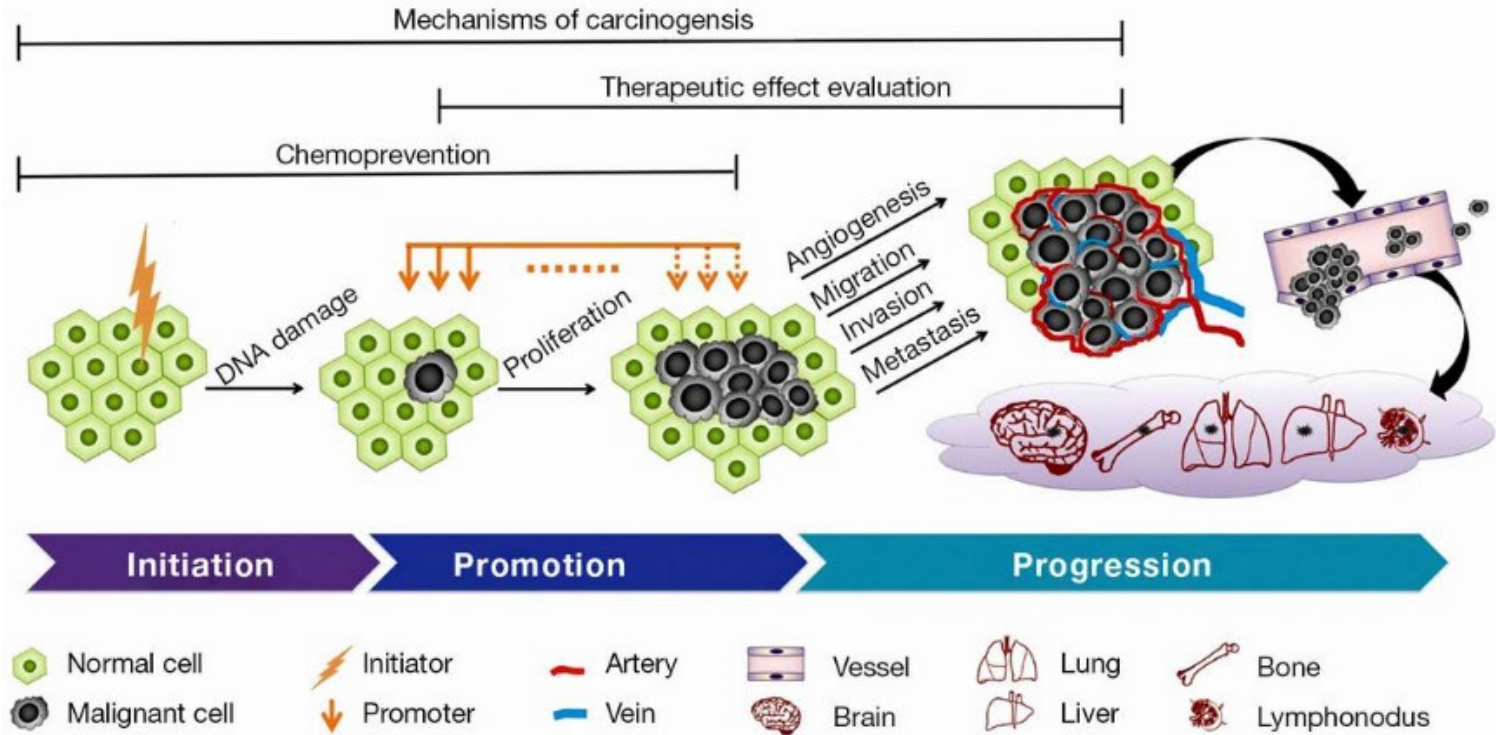 Mechanisms of carcinogensis
Therapeutic effect evaluation
Chemoprevention
DNA damage
Proliferation
Angiogenesis
Migration
Invasion
Metastasis
Initiation
Promotion
Progression
Normal cell
Initiator
Artery
Vessel
Lung
Bone
Malignant cell
Promoter
Vein
Brain
Liver
Lymphonodus